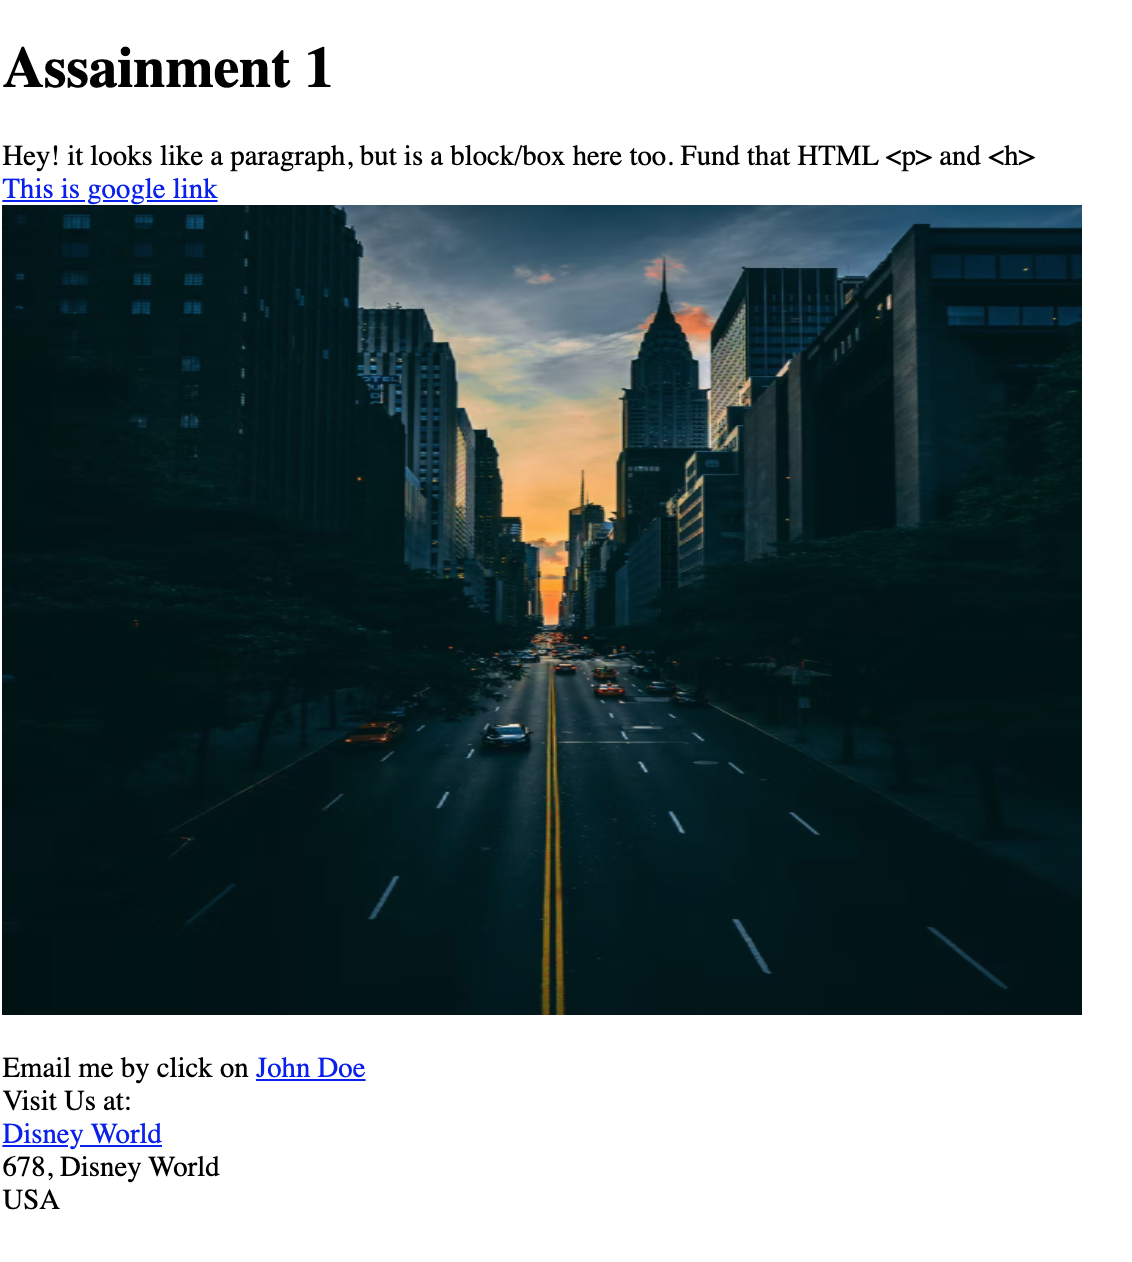 Assainment 1
Hey! it looks like a paragraph, but is a block/box here too. Fund that HTML <p> and <h>
This is google link
Email me by click on John Doe
Visit Us at:
Disney World
678, Disney World
USA